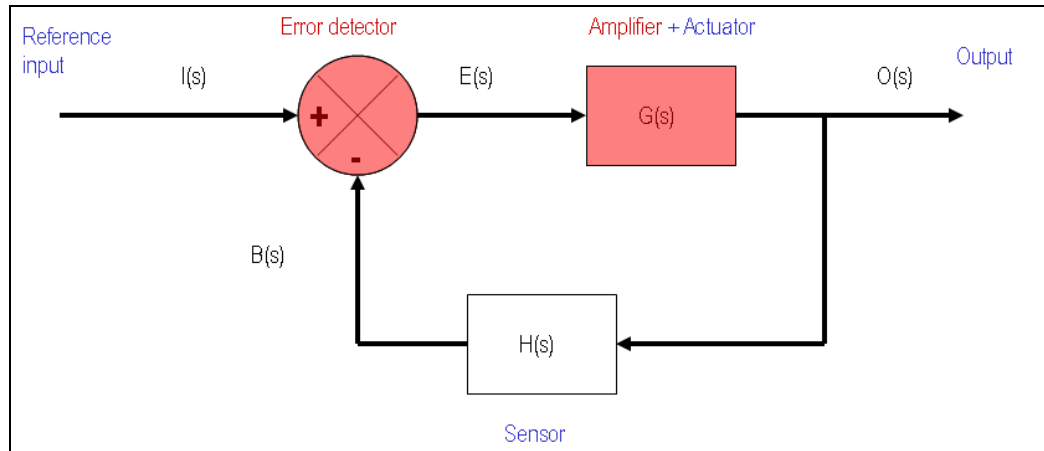 Reference
input
Error detector
Amplifier + Actuator
Output
I(s)
E(s)
O(s)
+
G(s)
-
B(s)
H(s)
Sensor